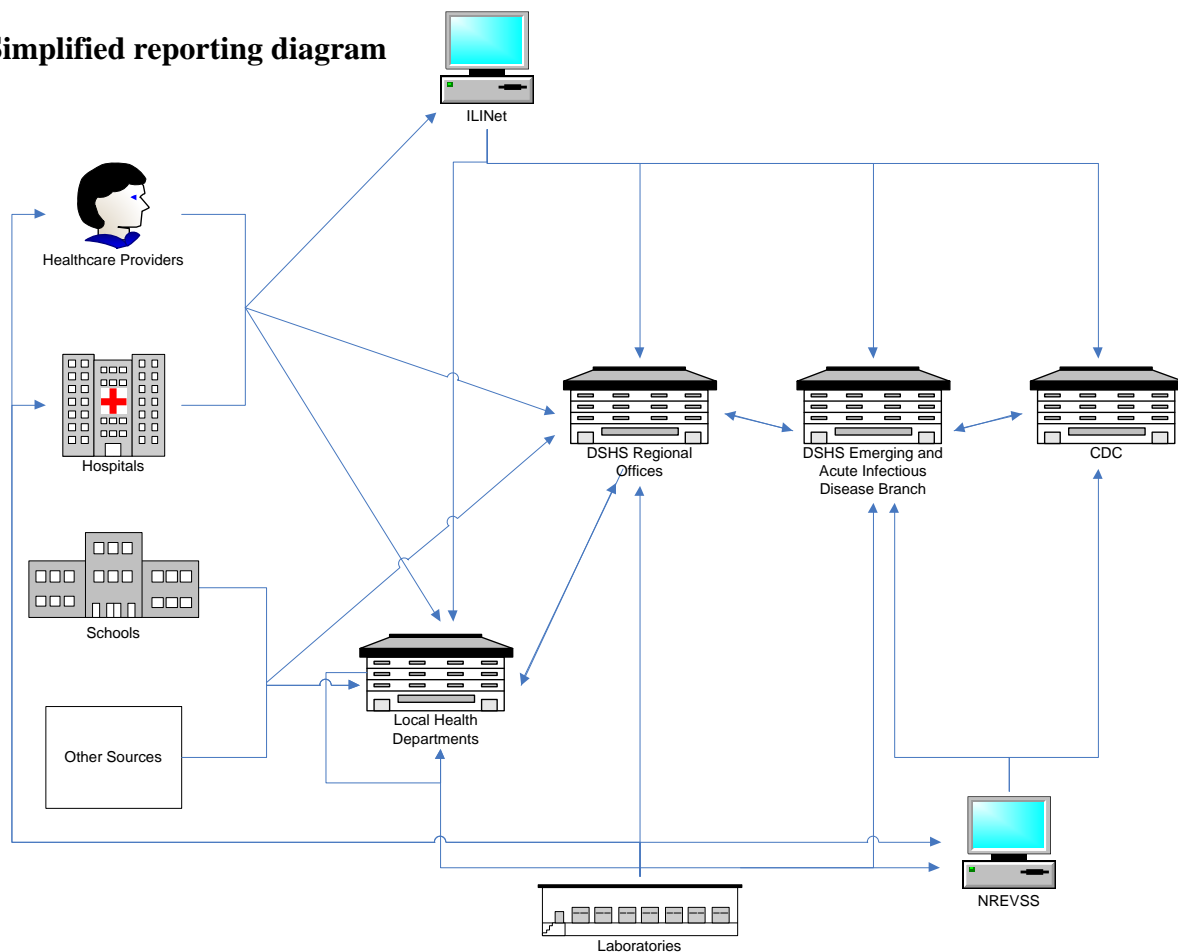 Simplified reporting diagram
ILINet
Healthcare Providers
Hospitals
DSHS Regional
Offices
DSHS Emerging and
Acute Infectious
Disease Branch
CDC
Schools
Local Health
Departments
Other Sources
NREVSS
Laboratories